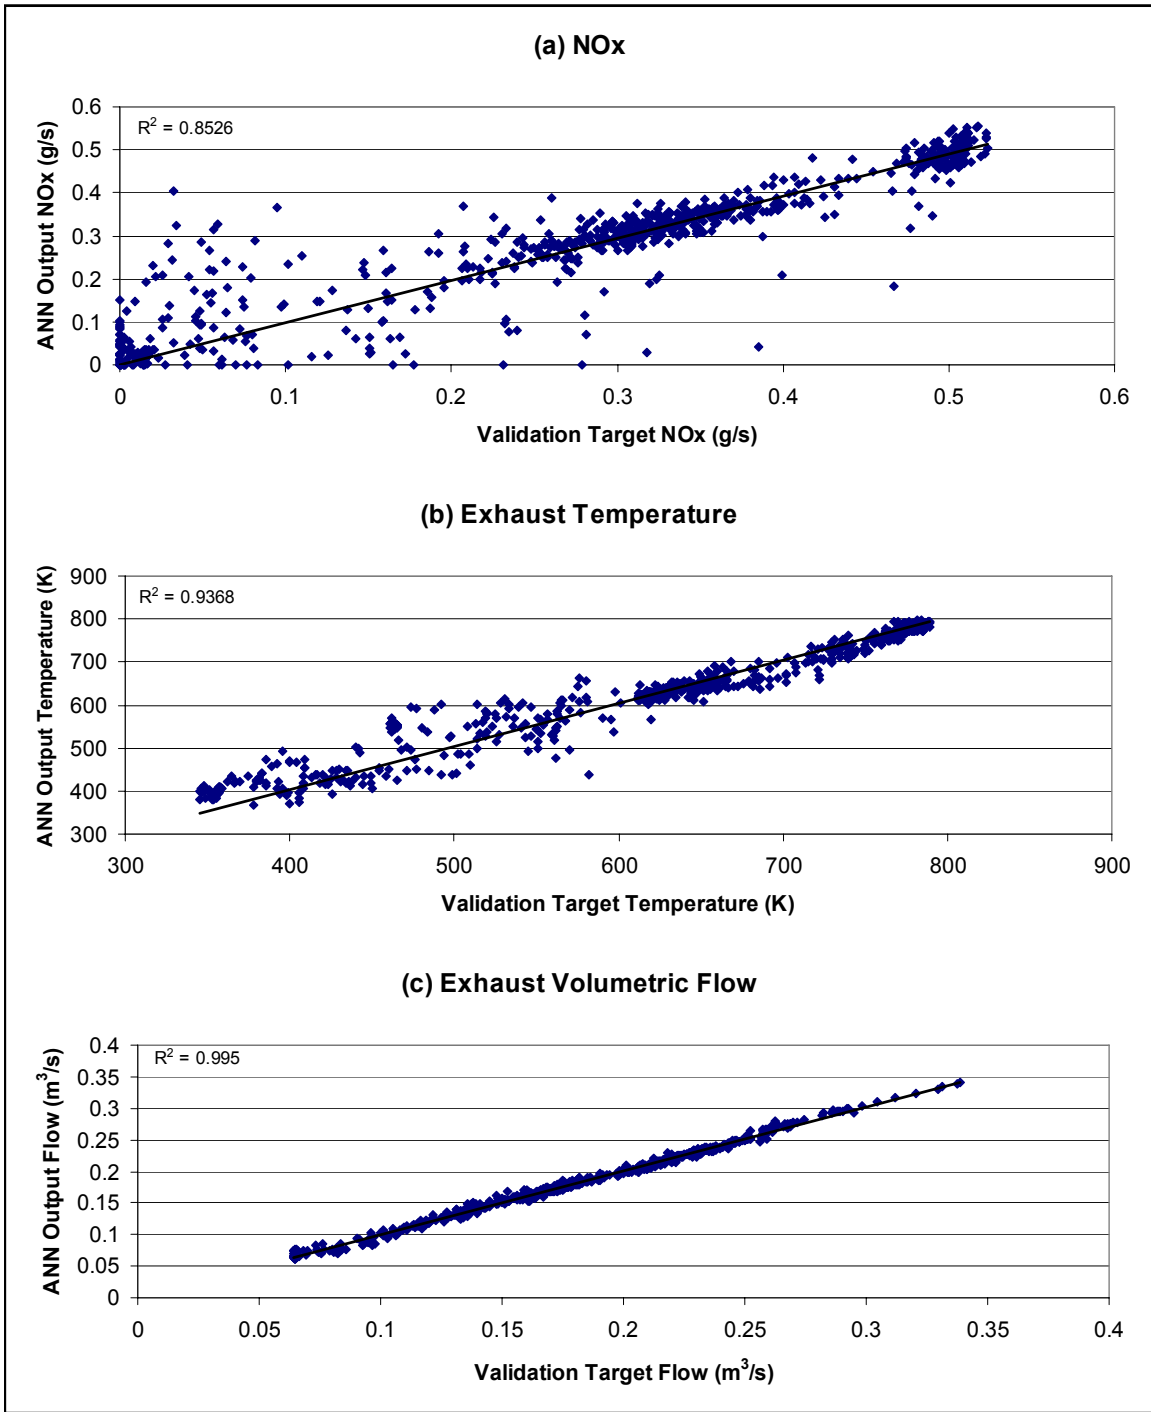 (a) NOx
R² = 0.8526
ANN Output NOx (g/s)
0.6
0.5
0.4
0.3
0.2
0.1
0
0 0.1 0.2 0.3 0.4 0.5 0.6
Validation Target NOx (g/s)
(b) Exhaust Temperature
R² = 0.9368
ANN Output Temperature (K)
900
800
700
600
500
400
300
300 400 500 600 700 800 900
Validation Target Temperature (K)
(c) Exhaust Volumetric Flow
R² = 0.995
ANN Output Flow (m³/s)
0.4
0.35
0.3
0.25
0.2
0.15
0.1
0.05
0
0 0.05 0.1 0.15 0.2 0.25 0.3 0.35 0.4
Validation Target Flow (m³/s)